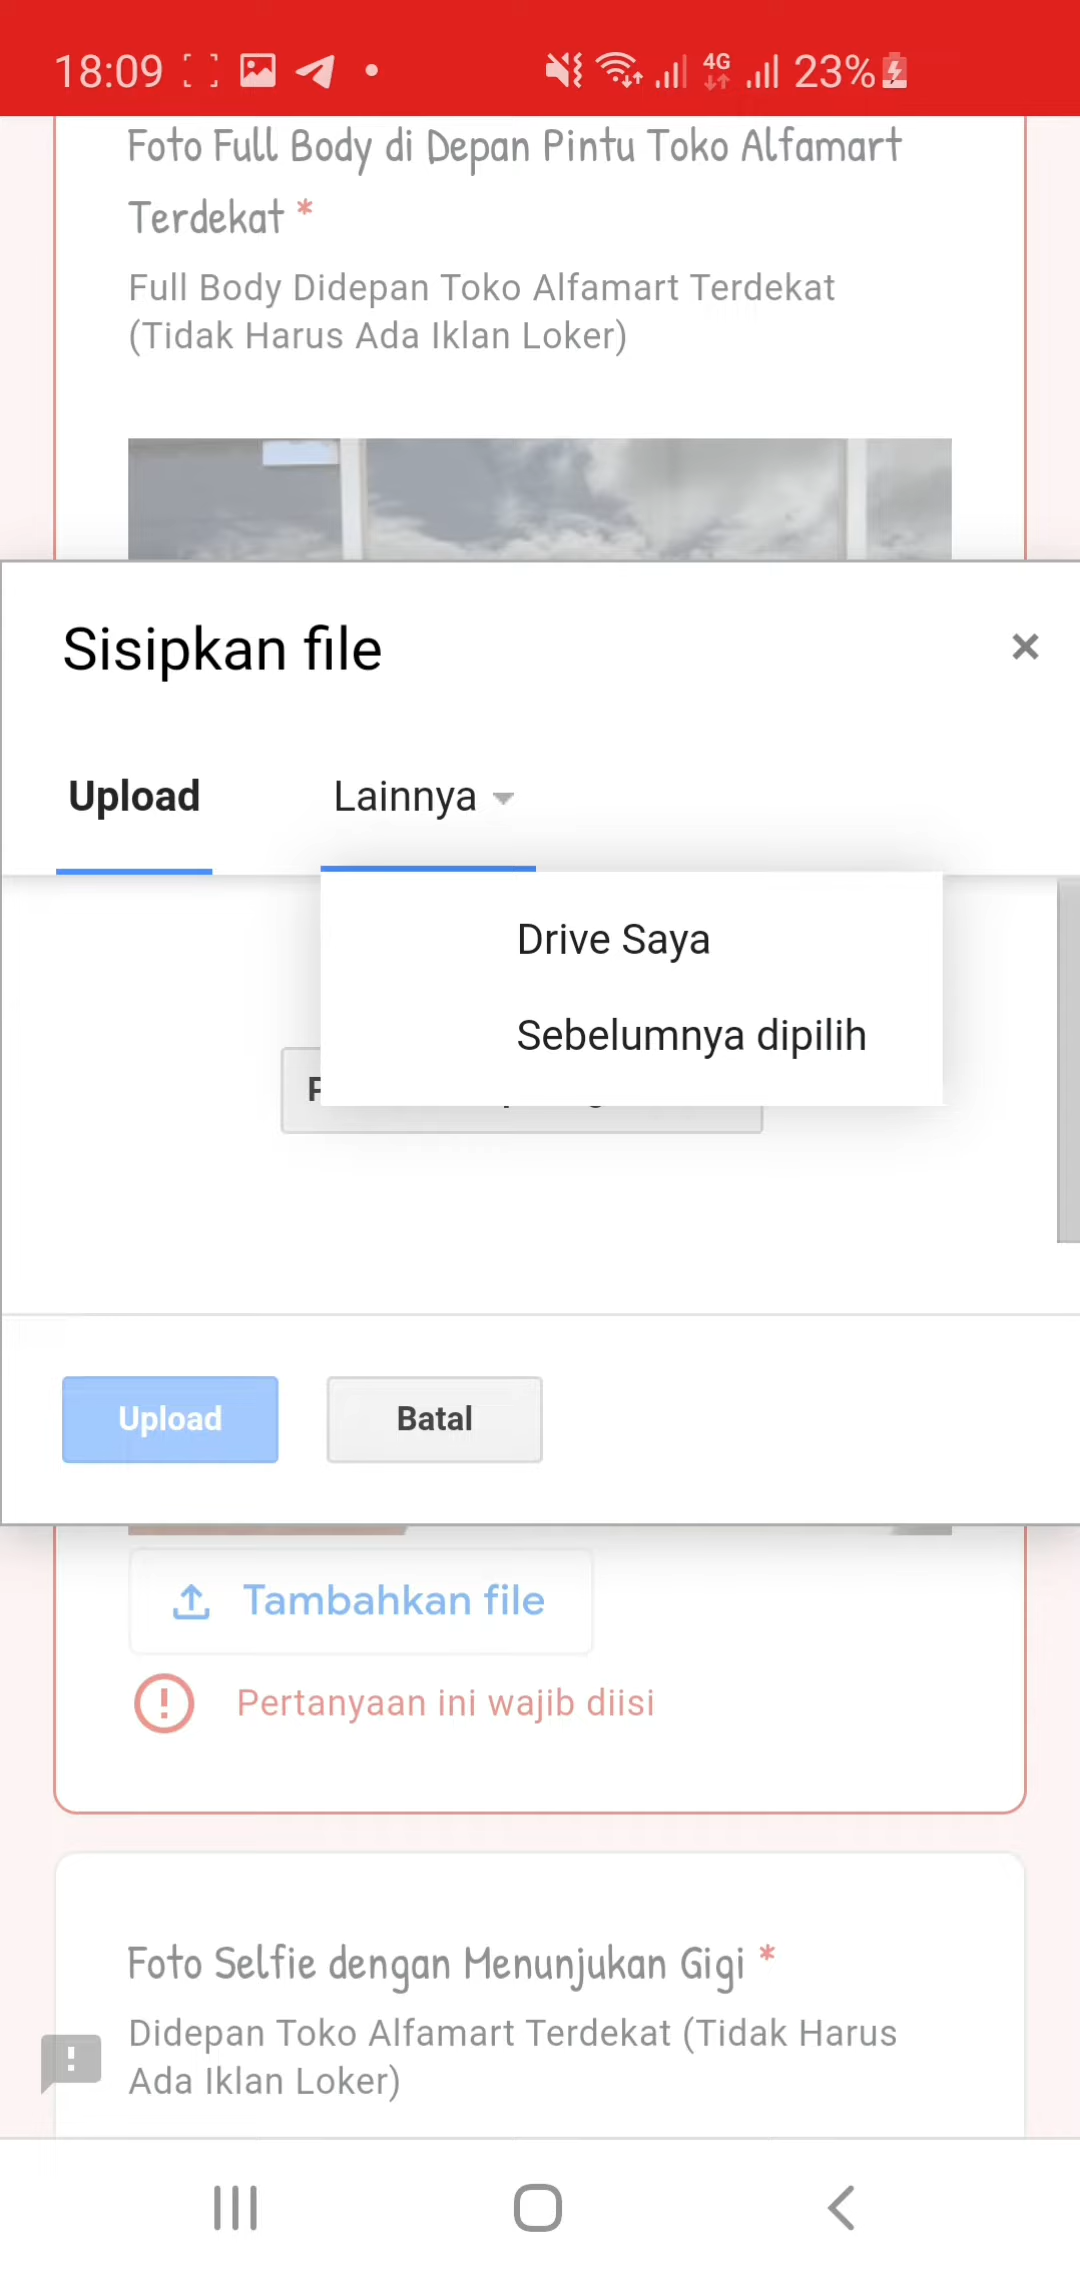 18:09 4G 23%
Foto Full Body di Depan Pintu Toko Alfamart
Terdekat *
Full Body Didepan Toko Alfamart Terdekat
(Tidak Harus Ada Iklan Loker)
Sisipkan file
Upload Lainnya
Drive Saya
Sebelumnya dipilih
Upload Batal
Tambahkan file
Pertanyaan ini wajib diisi
Foto Selfie dengan Menunjukan Gigi *
Didepan Toko Alfamart Terdekat (Tidak Harus
Ada Iklan Loker)